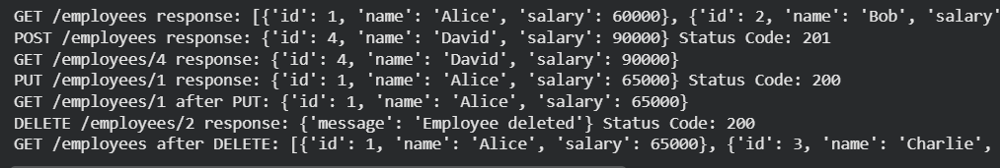 GET /employees response: [{'id': 1, 'name': 'Alice', 'salary': 60000}, {'id': 2, 'name': 'Bob', 'salary'
POST /employees response: {'id': 4, 'name': 'David', 'salary': 90000} Status Code: 201
GET /employees/4 response: {'id': 4, 'name': 'David', 'salary': 90000}
PUT /employees/1 response: {'id': 1, 'name': 'Alice', 'salary': 65000} Status Code: 200
GET /employees/1 after PUT: {'id': 1, 'name': 'Alice', 'salary': 65000}
DELETE /employees/2 response: {'message': 'Employee deleted'} Status Code: 200
GET /employees after DELETE: [{'id': 1, 'name': 'Alice', 'salary': 65000}, {'id': 3, 'name': 'Charlie',